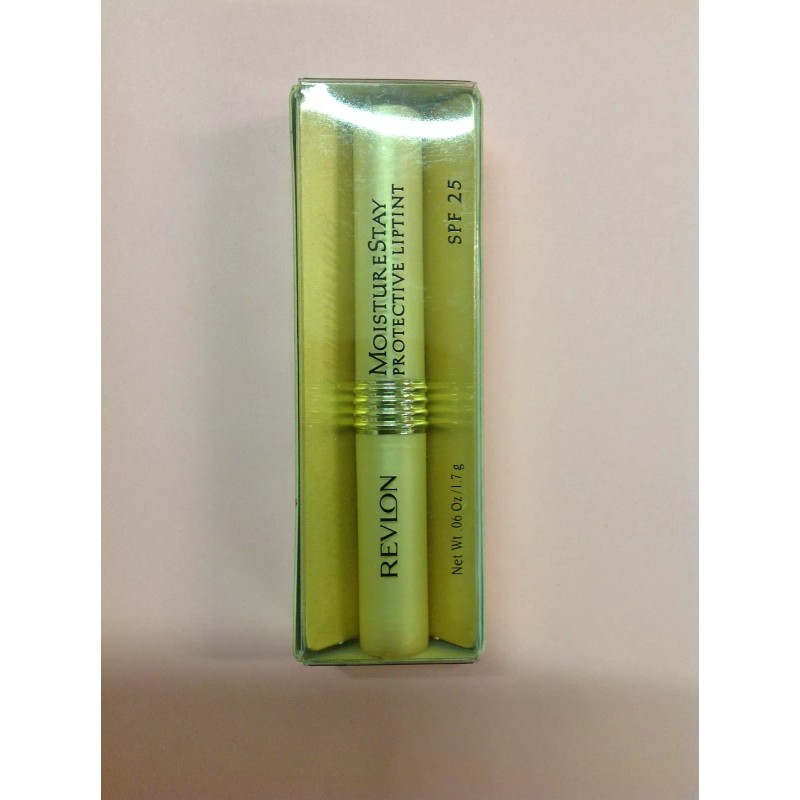 REVLON
MOISTURESTAY
PROTECTIVE LIPTINT
Net Wt .06 Oz/1.7 g
SPF 25